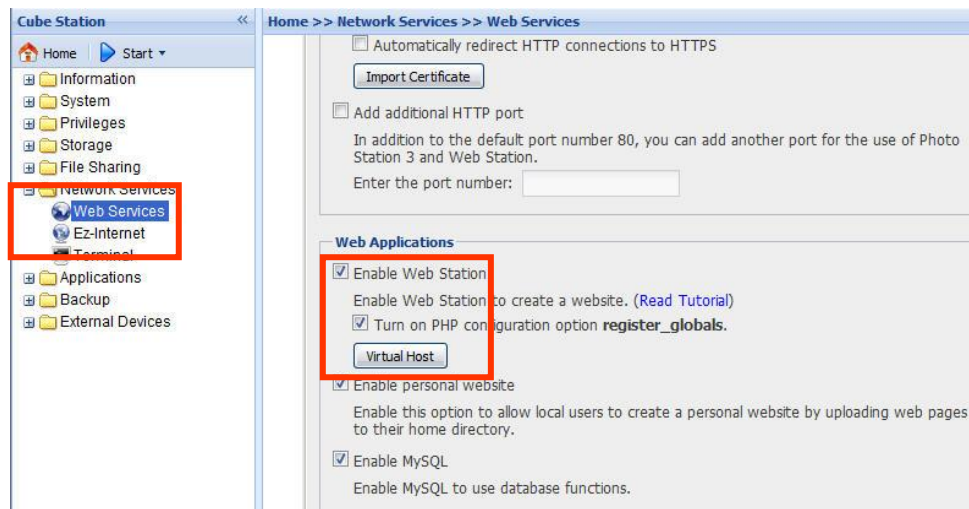 Cube Station
Home Start
Information
System
Privileges
Storage
File Sharing
Network Services
Web Services
Ez-Internet
Terminal
Applications
Backup
External Devices
Home >> Network Services >> Web Services
Automatically redirect HTTP connections to HTTPS
Import Certificate
Add additional HTTP port
In addition to the default port number 80, you can add another port for the use of Photo
Station 3 and Web Station.
Enter the port number:
Web Applications
Enable Web Station
Enable Web Station to create a website. (Read Tutorial)
Turn on PHP configuration option register_globals.
Virtual Host
Enable personal website
Enable this option to allow local users to create a personal website by uploading web pages
to their home directory.
Enable MySQL
Enable MySQL to use database functions.